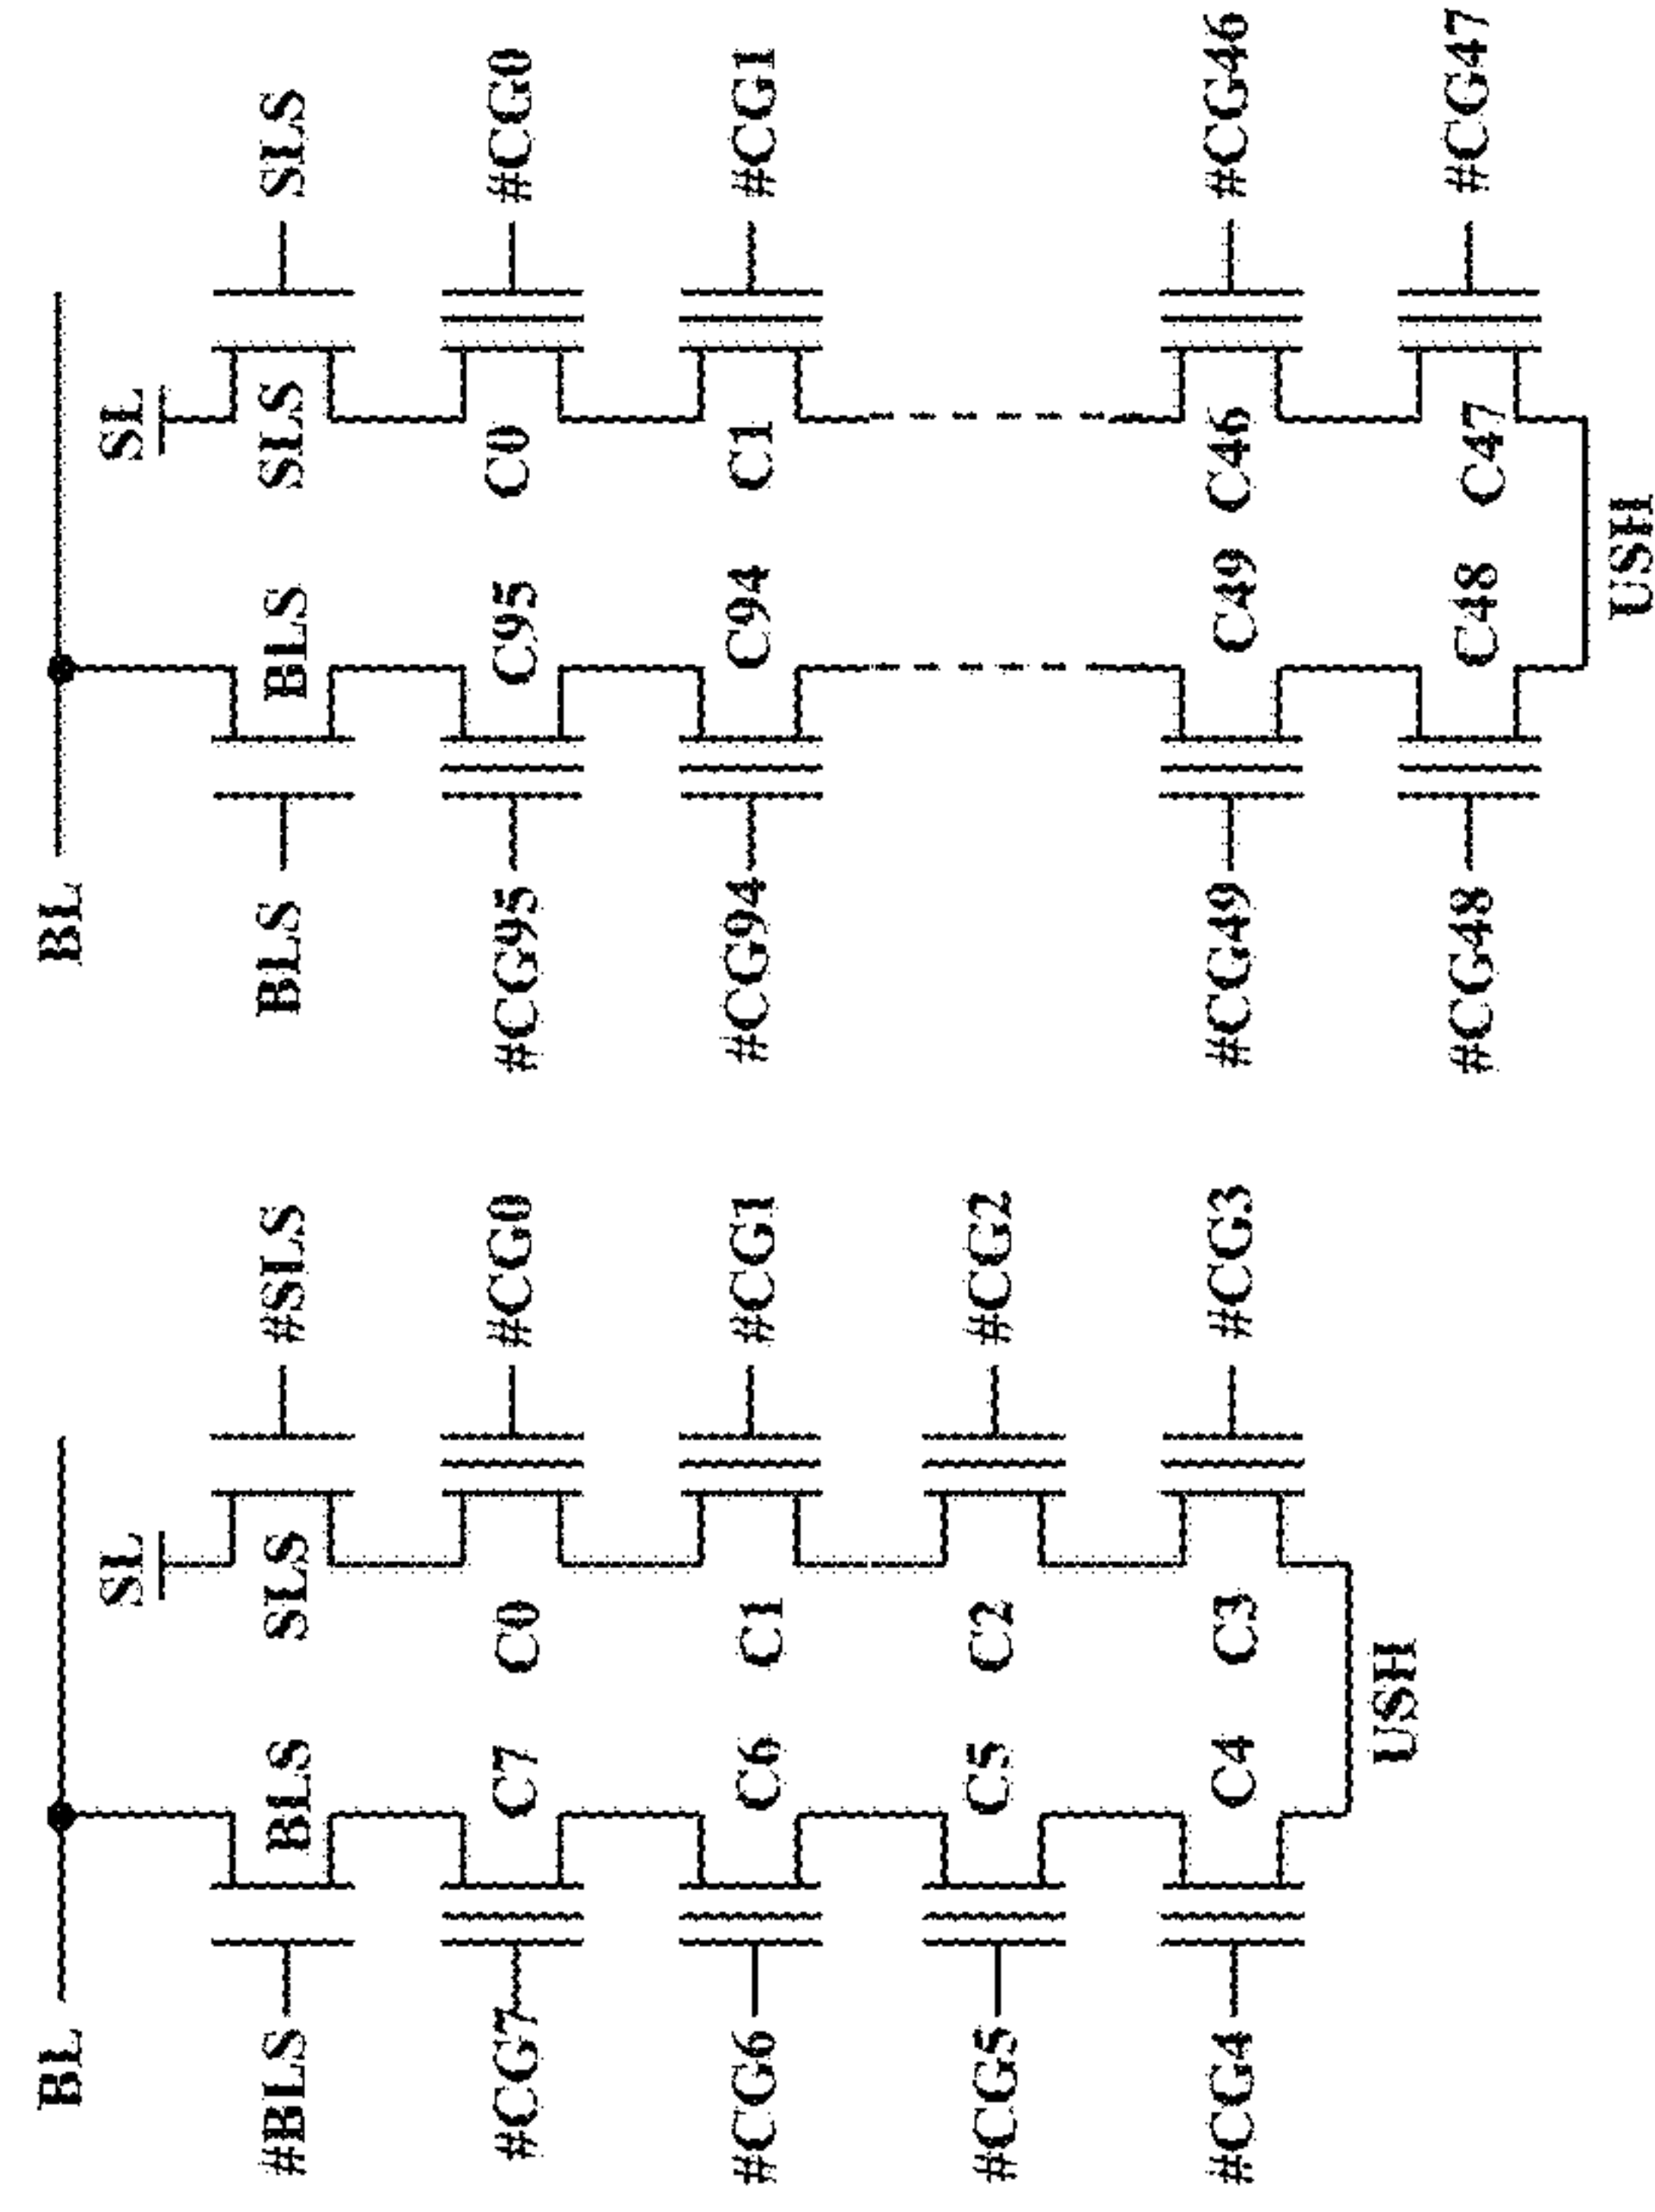 BL
SL
#BLS BLS SLS #SLS
#CG7 C7 C0 #CG0
#CG6 C6 C1 #CG1
#CG5 C5 C2 #CG2
#CG4 C4 C3 #CG3
USH
BL
SL
BLS BLS SLS SLS
#CG95 C95 C0 #CG0
#CG94 C94 C1 #CG1
#CG49 C49 C46 #CG46
#CG48 C48 C47 #CG47
USH